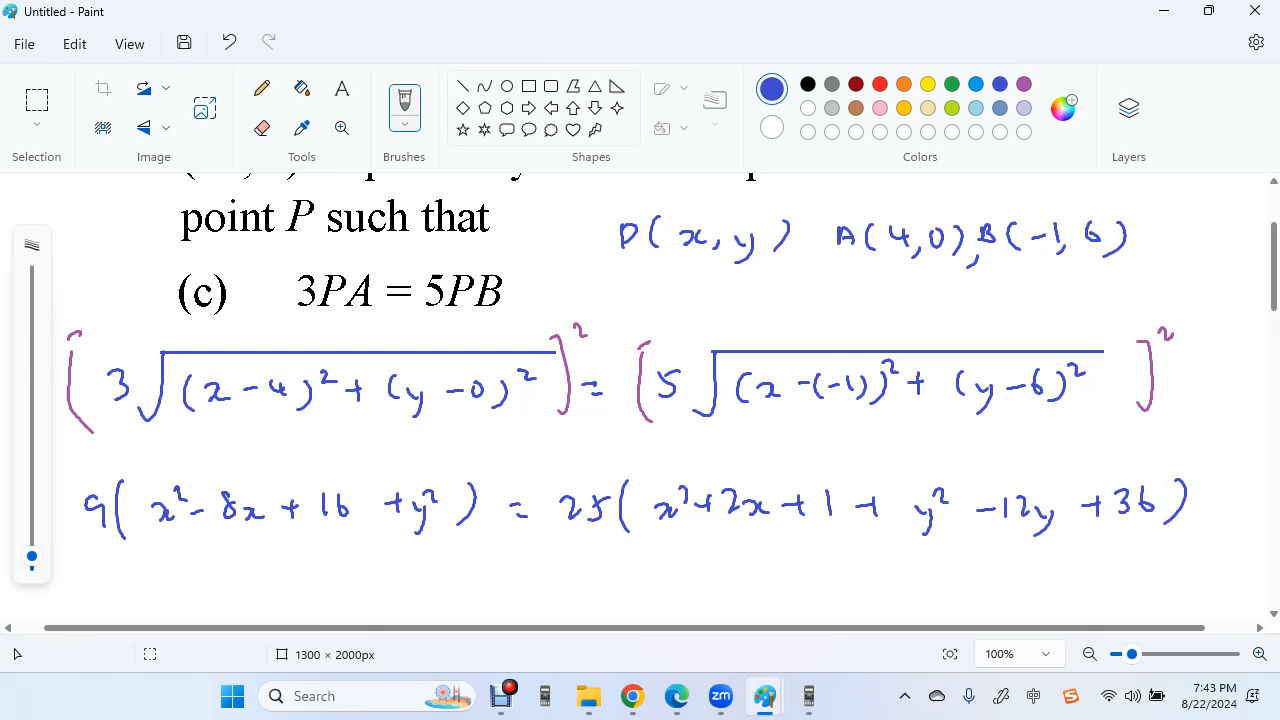 Untitled - Paint
File Edit View
Selection Image Tools Brushes Shapes Colors Layers
point P such that
P(x, y) A(4,0), B(-1, 6)
(c) 3PA = 5PB
[3√((x-4)²+(y-0)²)]² = [5√((x-(-1))²+(y-6)²)]²
9(x²-8x+16+y²) = 25(x²+2x+1+y²-12y+36)
1300 × 2000px
100%
Search
zm
中
7:43 PM
8/22/2024